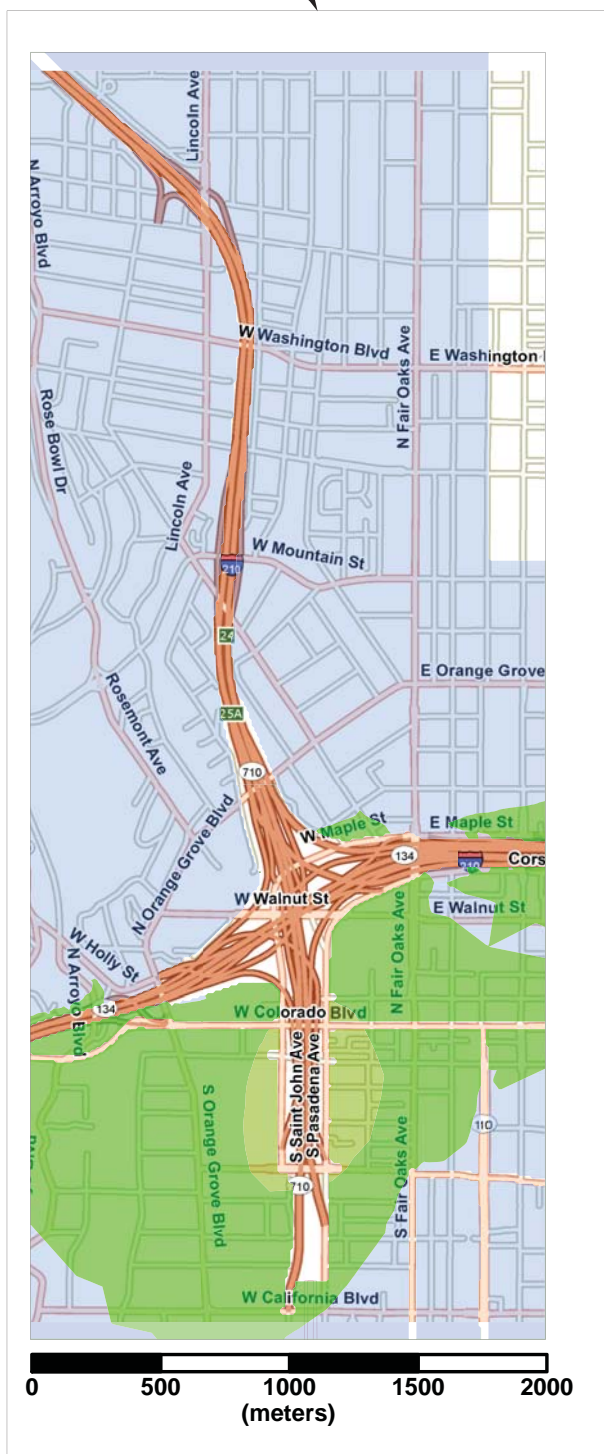 Lincoln Ave
N Arroyo Blvd
W Washington Blvd
E Washington
N Fair Oaks Ave
Rose Bowl Dr
Lincoln Ave
W Mountain St
210
24
E Orange Grove
Rosemont Ave
25A
710
N Orange Grove Blvd
W Maple St
E Maple St
134
210
Cors
W Walnut St
E Walnut St
W Holly St
N Arroyo Blvd
N Fair Oaks Ave
134
W Colorado Blvd
S Saint John Ave
S Pasadena Ave
S Orange Grove Blvd
S Fair Oaks Ave
110
710
W California Blvd
0 500 1000 1500 2000
(meters)